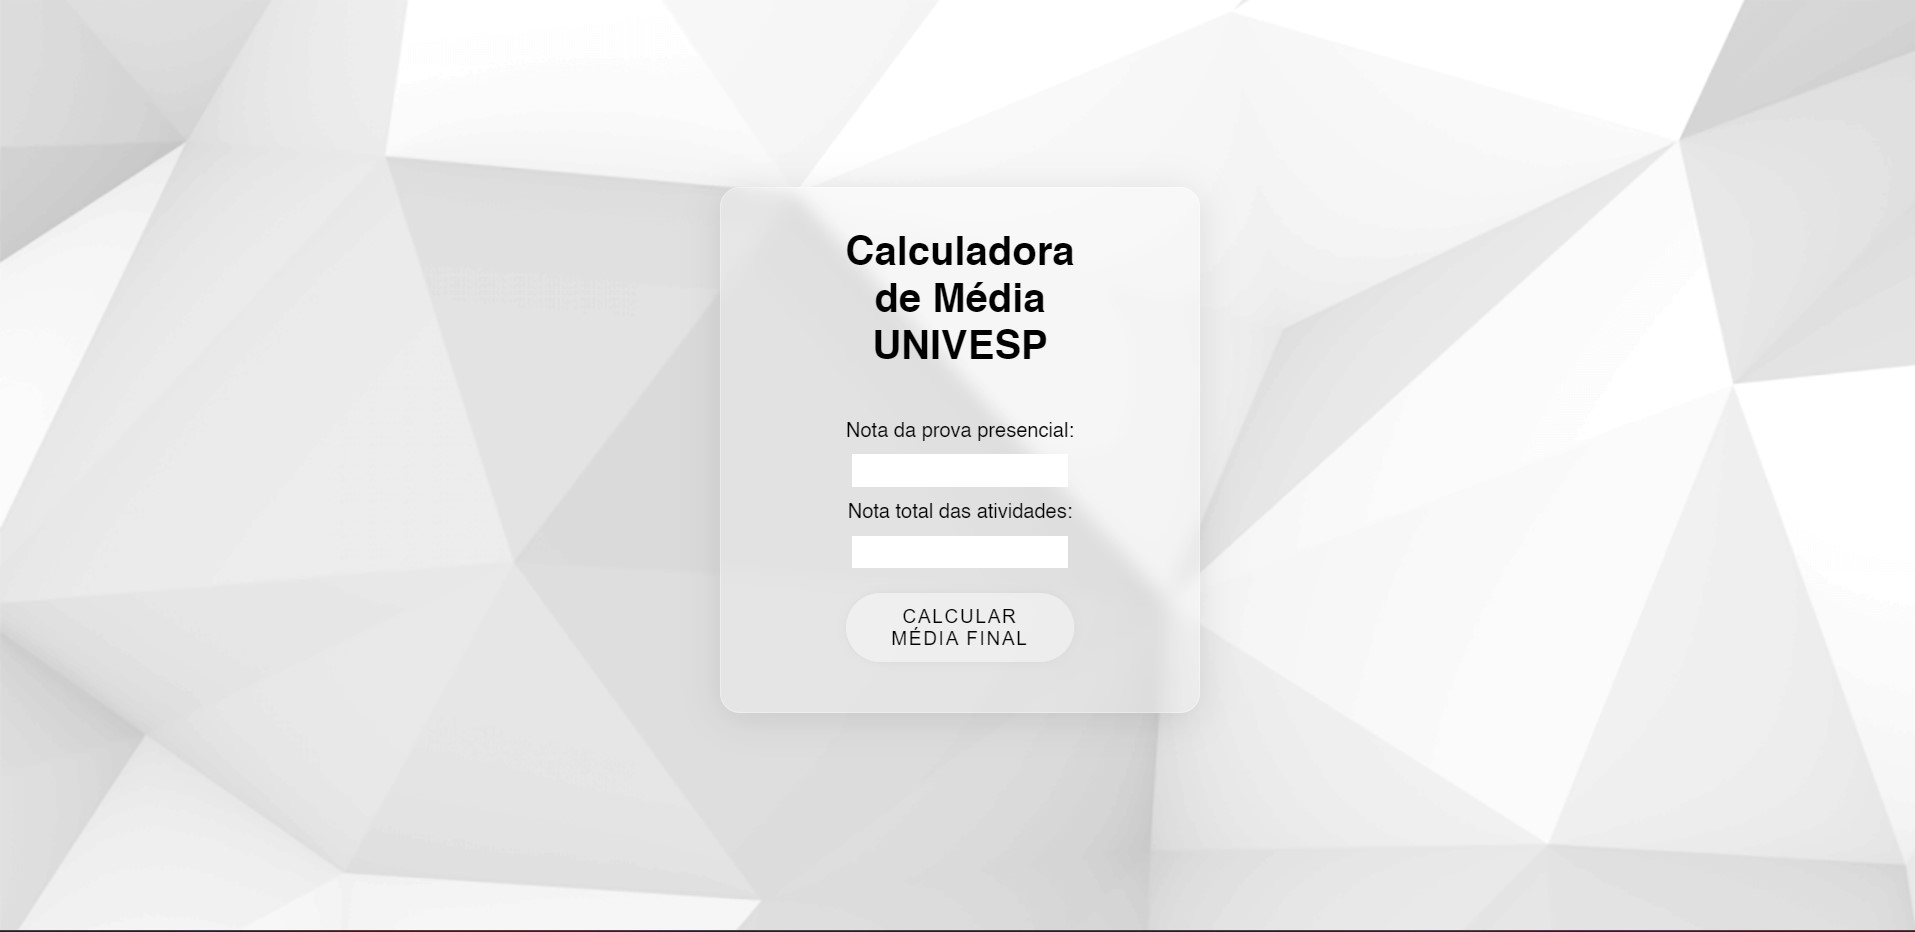 Calculadora
de Média
UNIVESP
Nota da prova presencial:
Nota total das atividades:
CALCULAR
MÉDIA FINAL